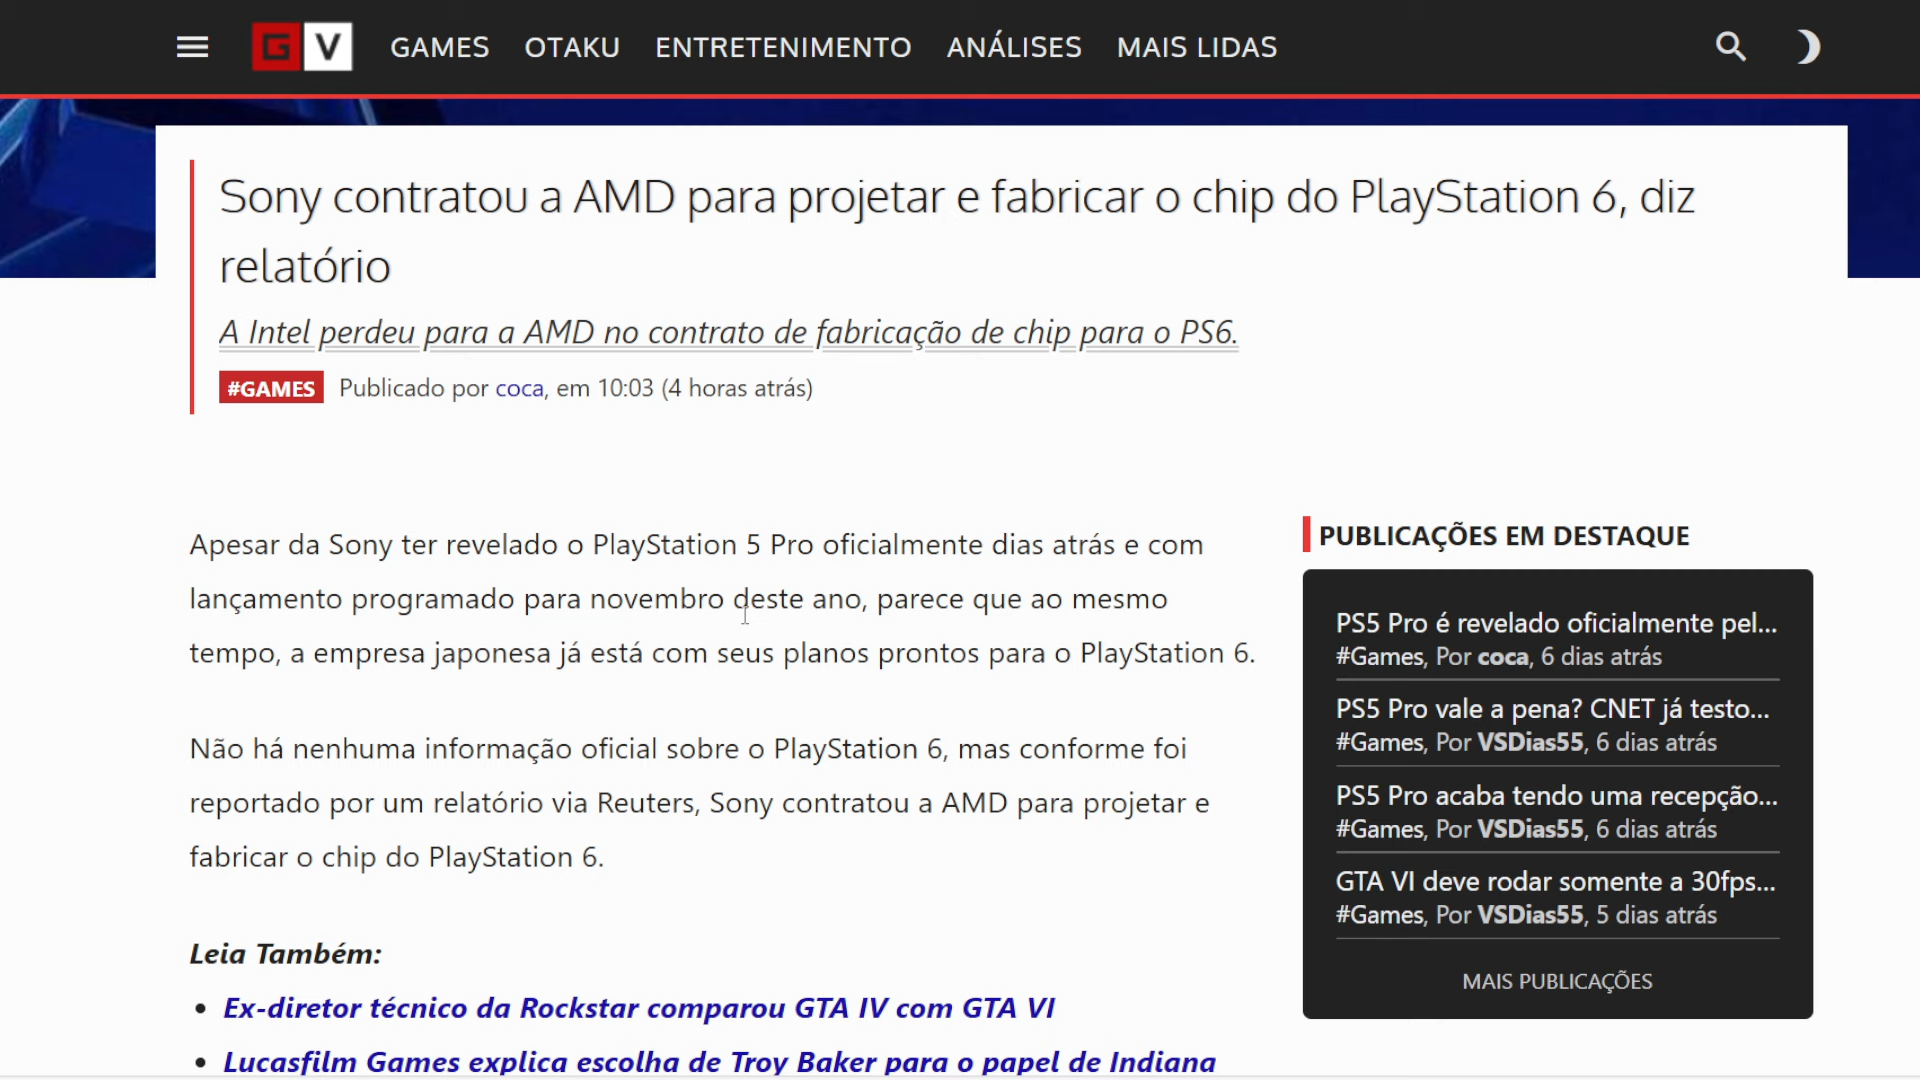 G V GAMES OTAKU ENTRETENIMENTO ANÁLISES MAIS LIDAS
Sony contratou a AMD para projetar e fabricar o chip do PlayStation 6, diz
relatório
A Intel perdeu para a AMD no contrato de fabricação de chip para o PS6.
#GAMES Publicado por coca, em 10:03 (4 horas atrás)
Apesar da Sony ter revelado o PlayStation 5 Pro oficialmente dias atrás e com
lançamento programado para novembro deste ano, parece que ao mesmo
tempo, a empresa japonesa já está com seus planos prontos para o PlayStation 6.
Não há nenhuma informação oficial sobre o PlayStation 6, mas conforme foi
reportado por um relatório via Reuters, Sony contratou a AMD para projetar e
fabricar o chip do PlayStation 6.
Leia Também:
• Ex-diretor técnico da Rockstar comparou GTA IV com GTA VI
• Lucasfilm Games explica escolha de Troy Baker para o papel de Indiana
PUBLICAÇÕES EM DESTAQUE
PS5 Pro é revelado oficialmente pel...
#Games, Por coca, 6 dias atrás
PS5 Pro vale a pena? CNET já testo...
#Games, Por VSDias55, 6 dias atrás
PS5 Pro acaba tendo uma recepção...
#Games, Por VSDias55, 6 dias atrás
GTA VI deve rodar somente a 30fps...
#Games, Por VSDias55, 5 dias atrás
MAIS PUBLICAÇÕES